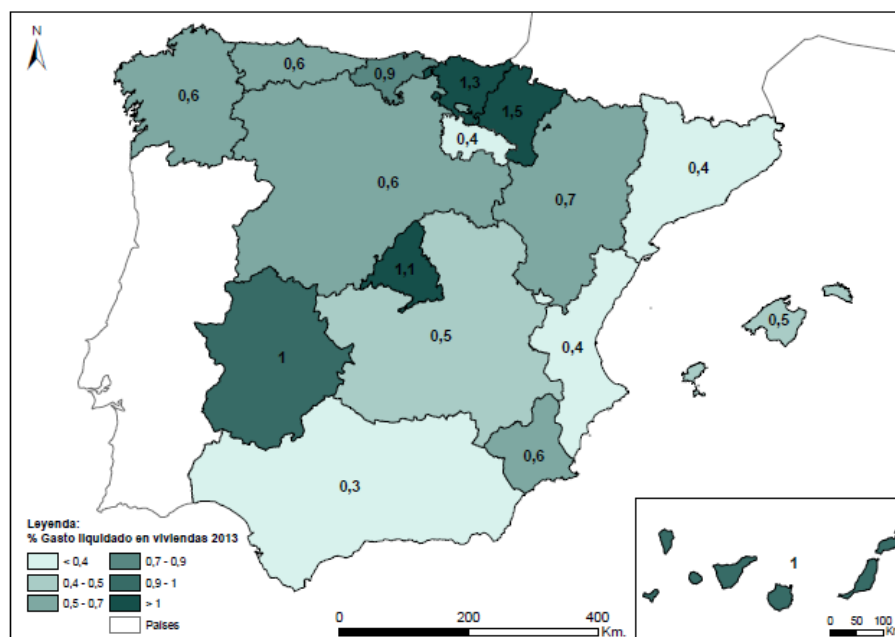 N
0,6
0,6
0,9
1,3
1,5
0,4
0,4
0,6
0,7
1,1
0,5
0,5
0,4
1
0,6
0,3
Leyenda:
% Gasto liquidado en viviendas 2013
< 0,4
0,7 - 0,9
0,4 - 0,5
0,9 - 1
0,5 - 0,7
> 1
Países
0 200 400
Km.
1
0 50 100
Km